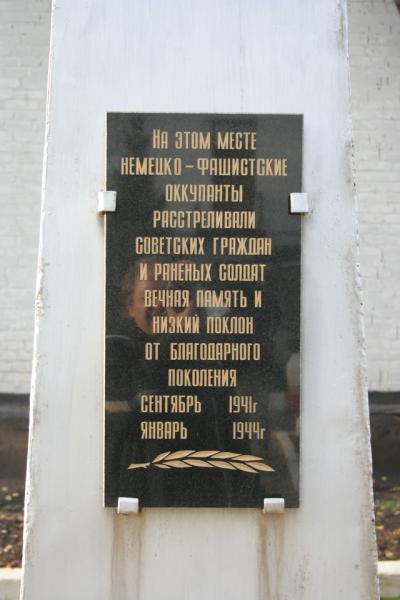 На этом месте
немецко-фашистские
оккупанты
расстреливали
советских граждан
и раненых солдат
вечная память и
низкий поклон
от благодарного
поколения
сентябрь 1941г
январь 1944г